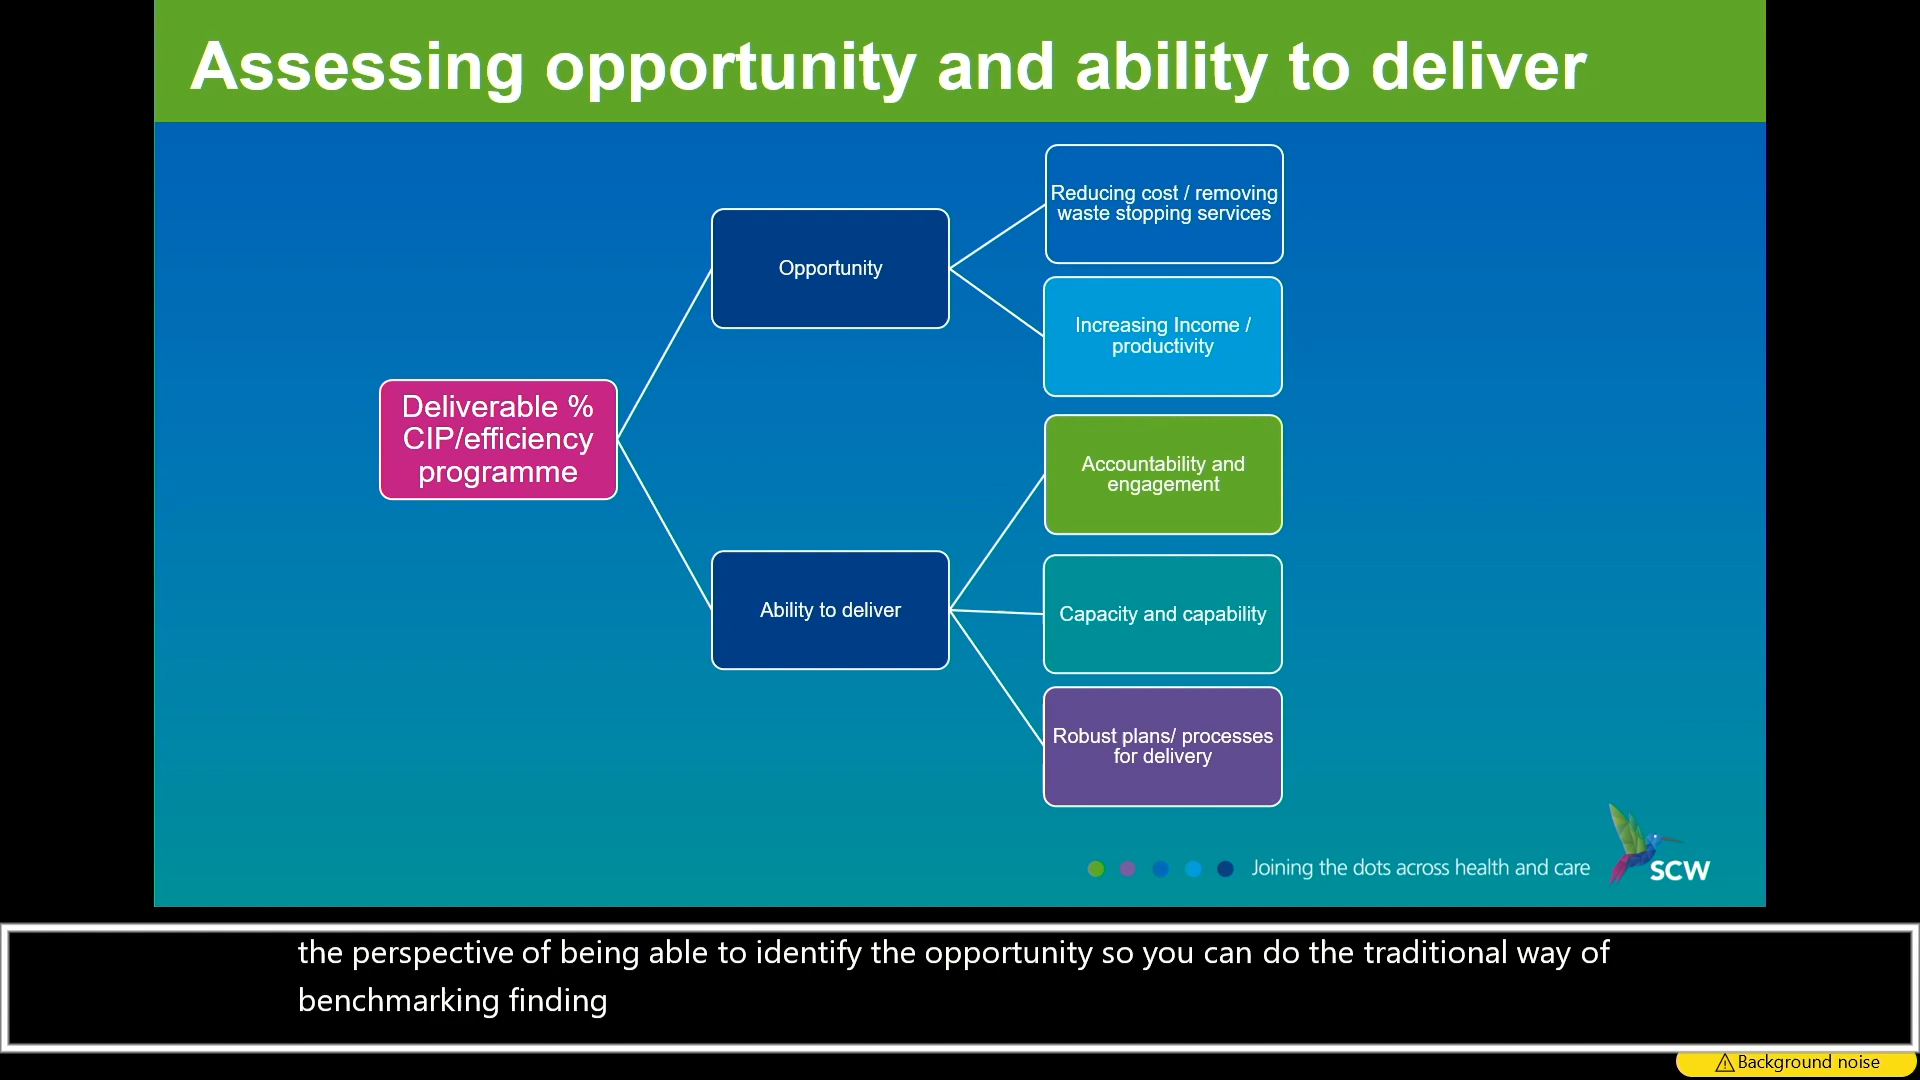 Assessing opportunity and ability to deliver
Deliverable %
CIP/efficiency
programme
Opportunity
Reducing cost / removing
waste stopping services
Increasing Income /
productivity
Ability to deliver
Accountability and
engagement
Capacity and capability
Robust plans/ processes
for delivery
Joining the dots across health and care
SCW
the perspective of being able to identify the opportunity so you can do the traditional way of
benchmarking finding
Background noise